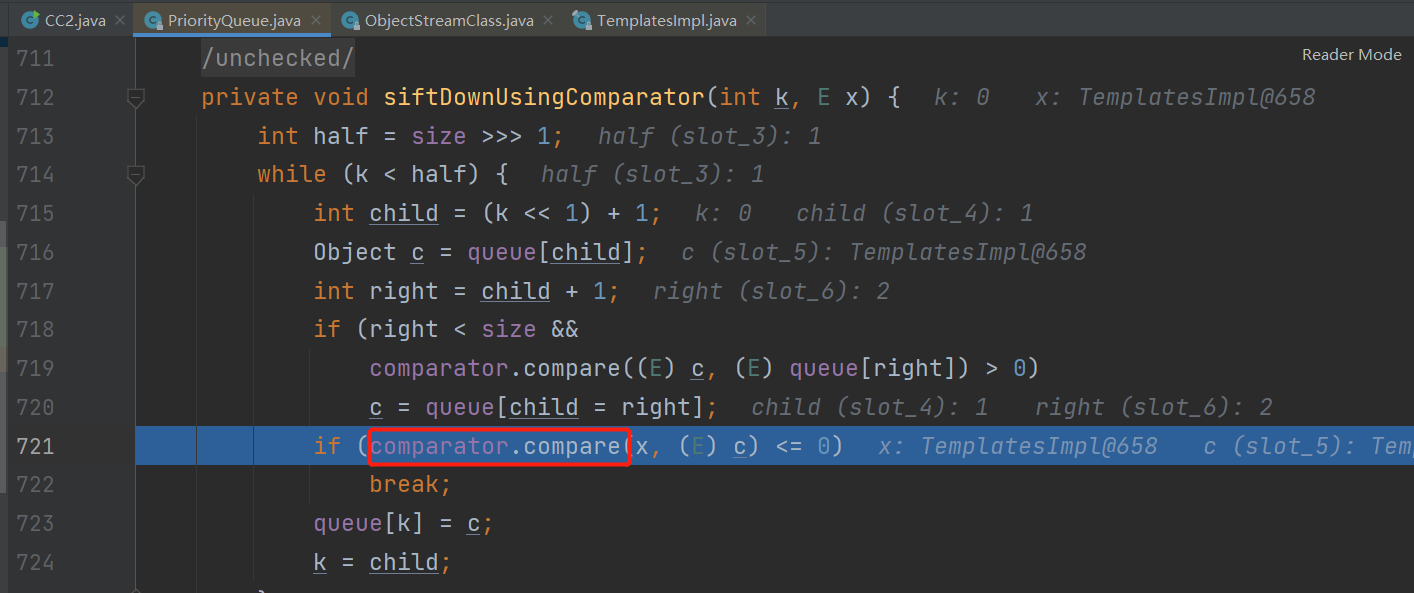 CC2.java PriorityQueue.java ObjectStreamClass.java TemplatesImpl.java
Reader Mode
711 /unchecked/
712 private void siftDownUsingComparator(int k, E x) { k: 0 x: TemplatesImpl@658
713 int half = size >>> 1; half (slot_3): 1
714 while (k < half) { half (slot_3): 1
715 int child = (k << 1) + 1; k: 0 child (slot_4): 1
716 Object c = queue[child]; c (slot_5): TemplatesImpl@658
717 int right = child + 1; right (slot_6): 2
718 if (right < size &&
719 comparator.compare((E) c, (E) queue[right]) > 0)
720 c = queue[child = right]; child (slot_4): 1 right (slot_6): 2
721 if (comparator.compare(x, (E) c) <= 0) x: TemplatesImpl@658 c (slot_5): Tem
722 break;
723 queue[k] = c;
724 k = child;